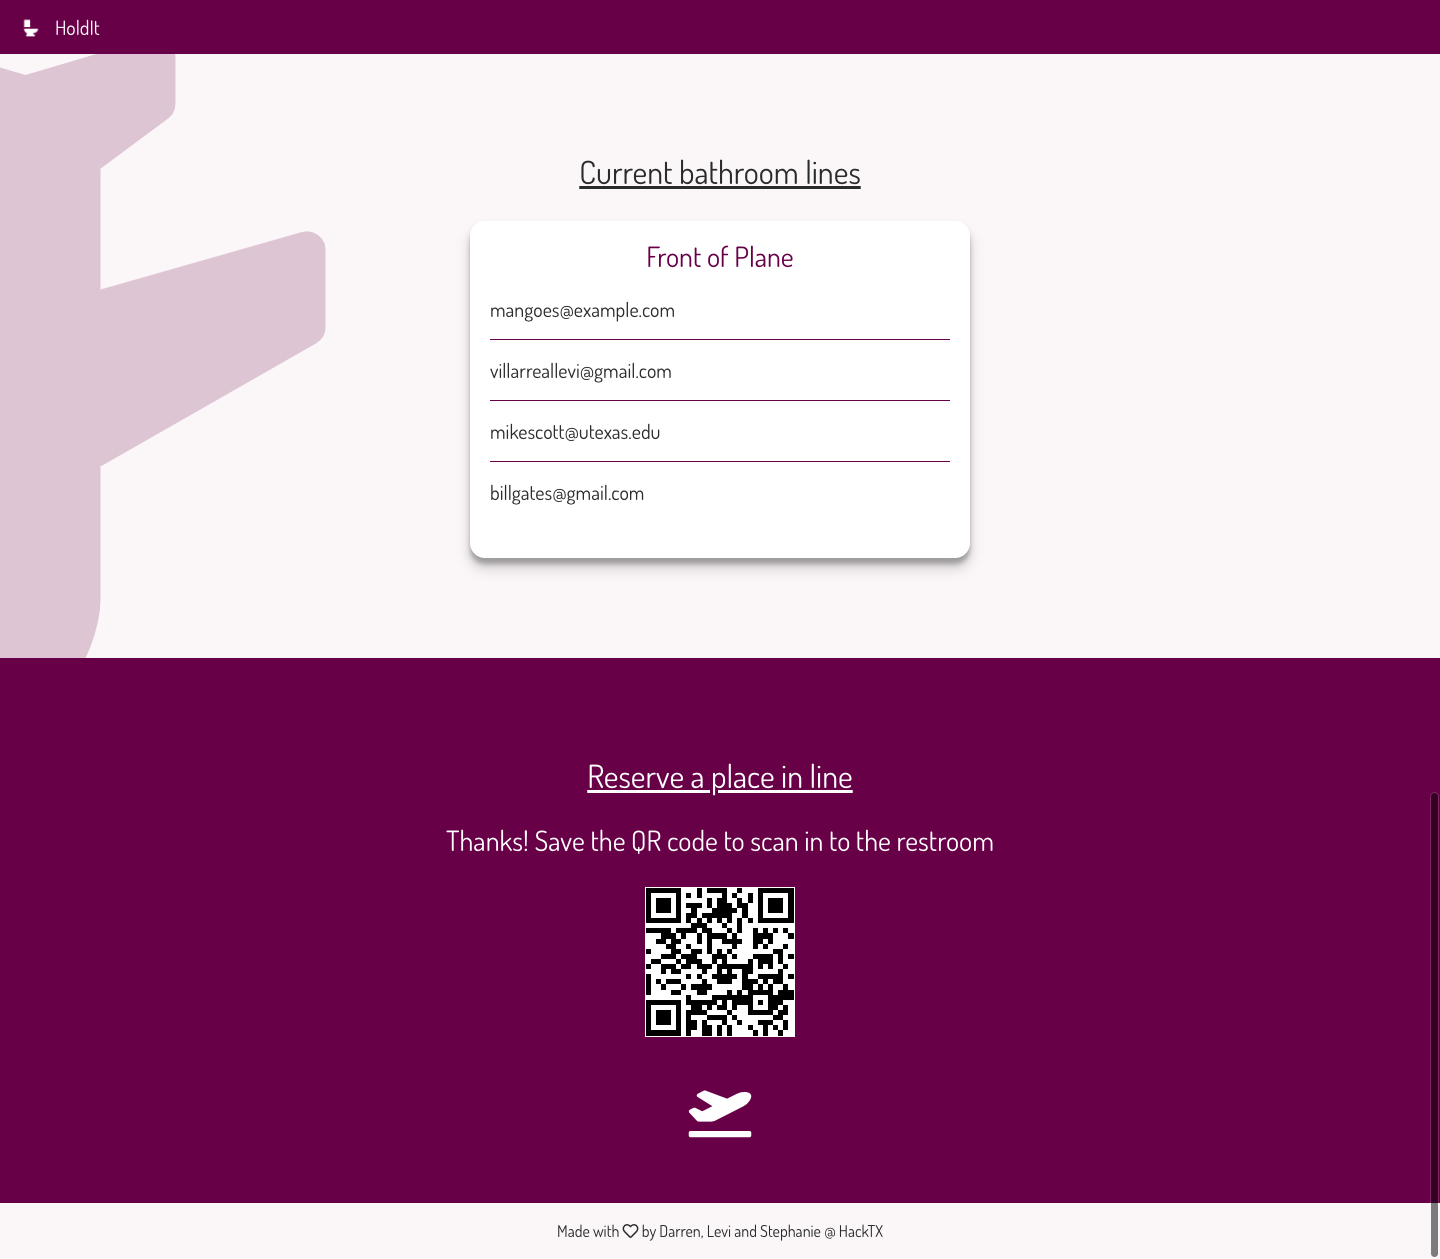 HoldIt
Current bathroom lines
Front of Plane
mangoes@example.com
villarreallevi@gmail.com
mikescott@utexas.edu
billgates@gmail.com
Reserve a place in line
Thanks! Save the QR code to scan in to the restroom
Made with ♡ by Darren, Levi and Stephanie @ HackTX